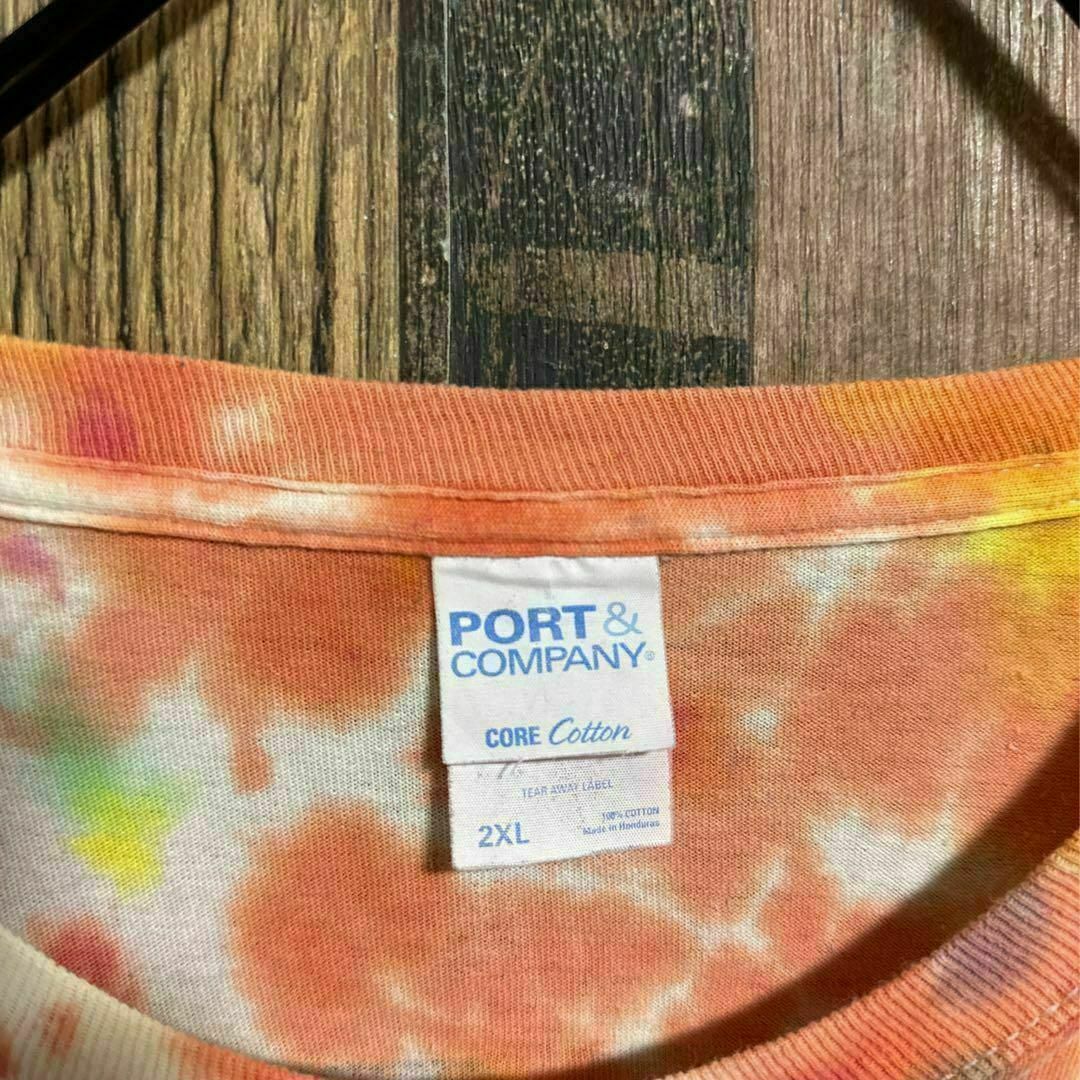 PORT &
COMPANY®
CORE Cotton
TEAR AWAY LABEL
2XL
100% COTTON
Made in Honduras